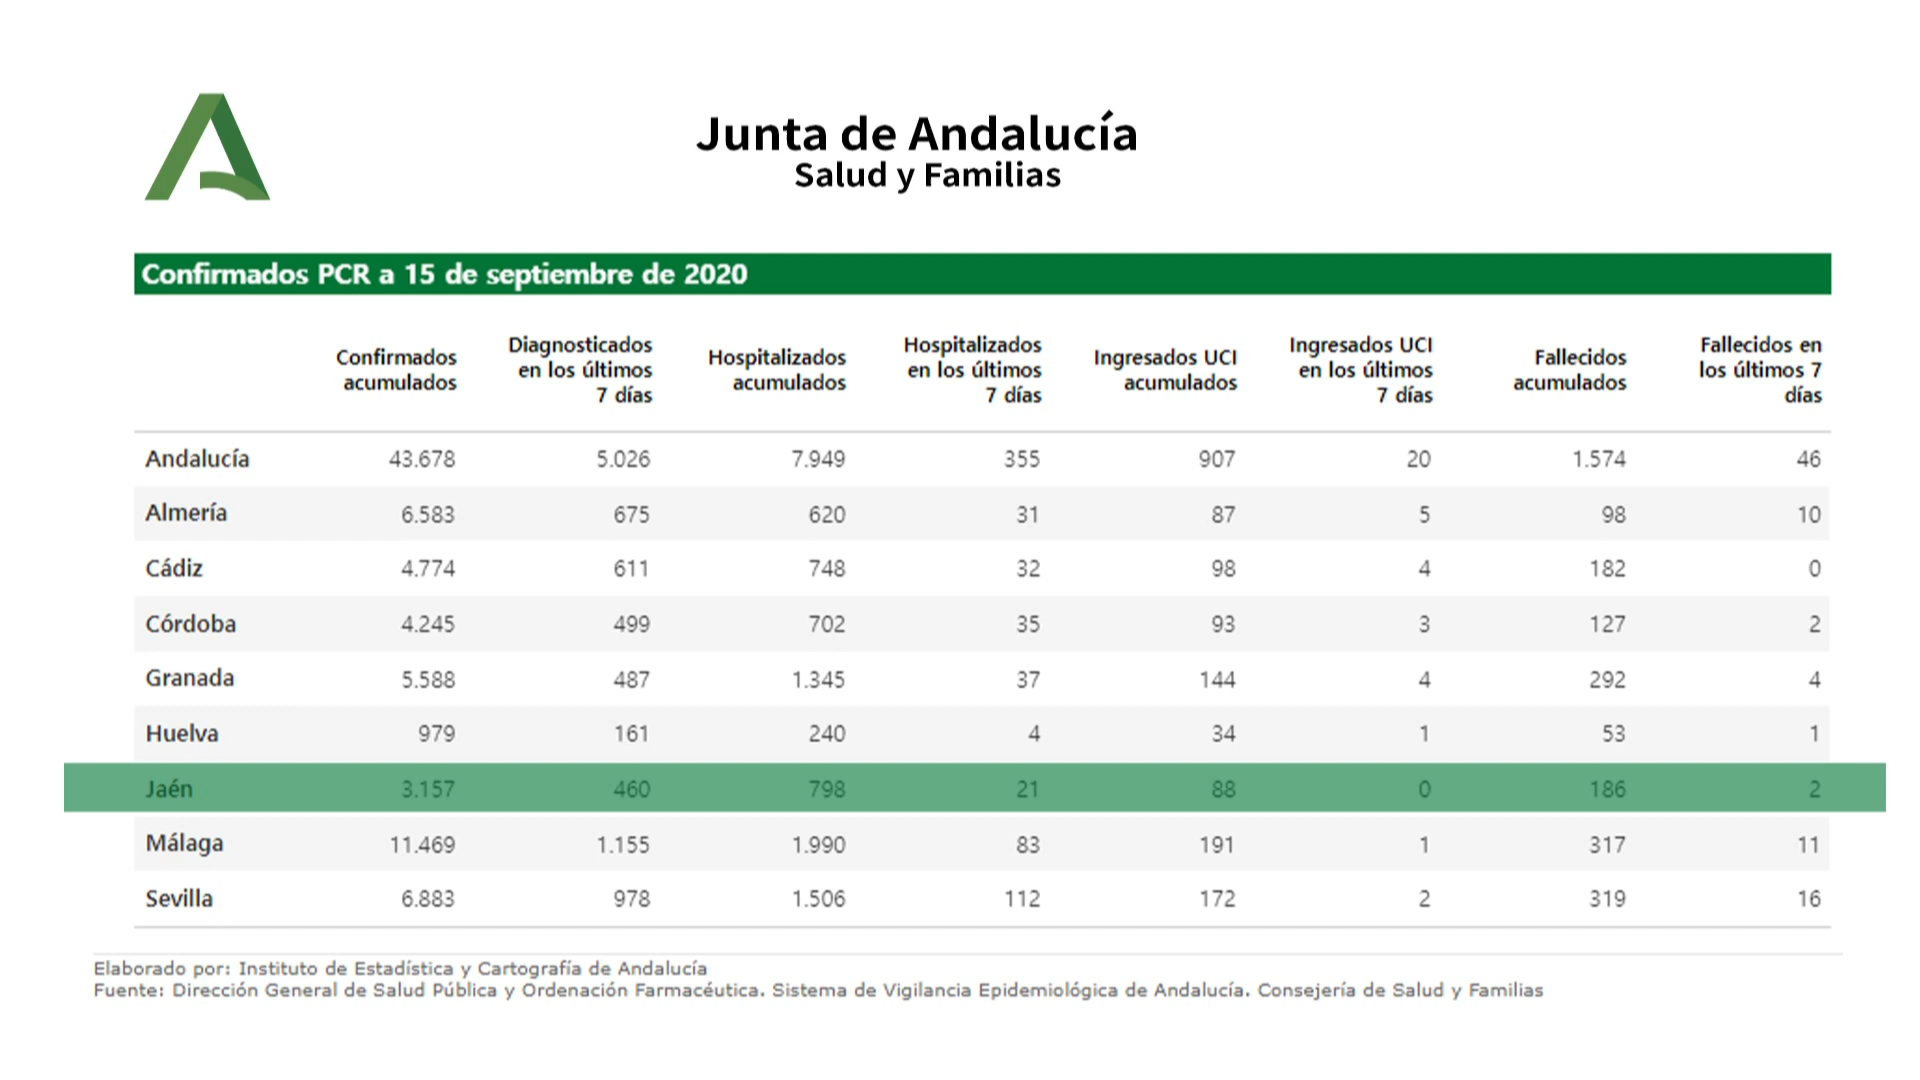 Junta de Andalucía
Salud y Familias
Confirmados PCR a 15 de septiembre de 2020
Confirmados acumulados Diagnosticados en los últimos 7 días Hospitalizados acumulados Hospitalizados en los últimos 7 días Ingresados UCI acumulados Ingresados UCI en los últimos 7 días Fallecidos acumulados Fallecidos en los últimos 7 días
Andalucía 43.678 5.026 7.949 355 907 20 1.574 46
Almería 6.583 675 620 31 87 5 98 10
Cádiz 4.774 611 748 32 98 4 182 0
Córdoba 4.245 499 702 35 93 3 127 2
Granada 5.588 487 1.345 37 144 4 292 4
Huelva 979 161 240 4 34 1 53 1
Jaén 3.157 460 798 21 88 0 186 2
Málaga 11.469 1.155 1.990 83 191 1 317 11
Sevilla 6.883 978 1.506 112 172 2 319 16
Elaborado por: Instituto de Estadística y Cartografía de Andalucía
Fuente: Dirección General de Salud Pública y Ordenación Farmacéutica. Sistema de Vigilancia Epidemiológica de Andalucía. Consejería de Salud y Familias